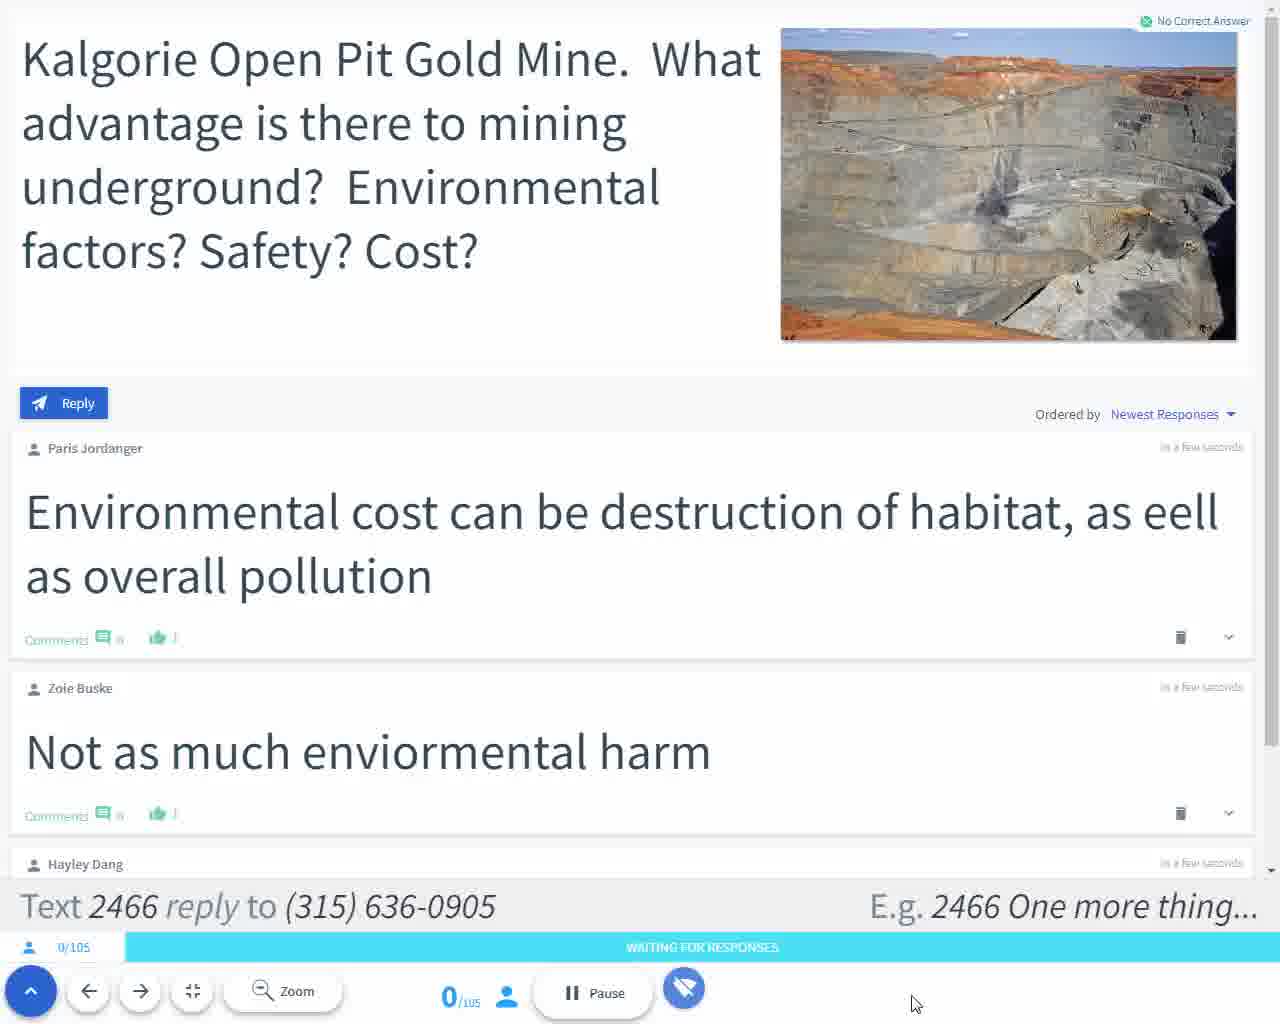 No Correct Answer
Kalgorie Open Pit Gold Mine. What
advantage is there to mining
underground? Environmental
factors? Safety? Cost?
Reply
Ordered by Newest Responses
Paris Jordanger
in a few seconds
Environmental cost can be destruction of habitat, as eell
as overall pollution
Comments 0 1
Zoie Buske
in a few seconds
Not as much enviormental harm
Comments 0 1
Hayley Dang
in a few seconds
Text 2466 reply to (315) 636-0905
E.g. 2466 One more thing...
0/105
WAITING FOR RESPONSES
Zoom
0/105
Pause